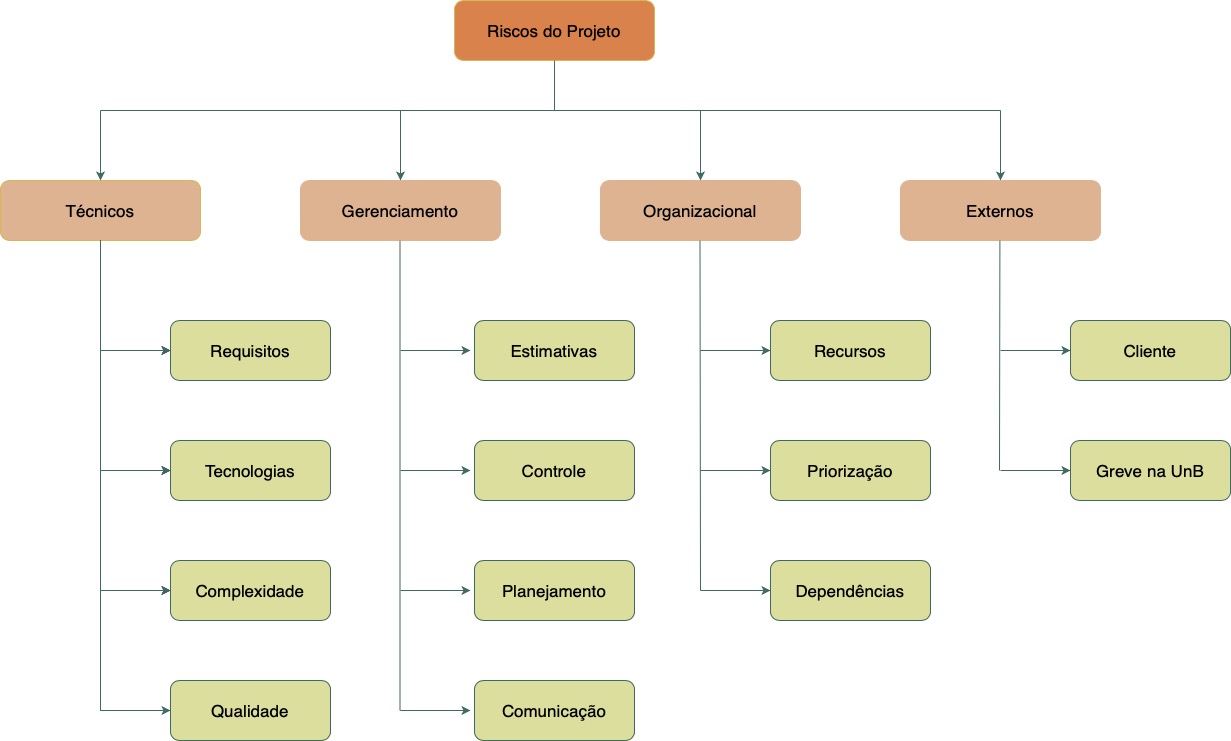 Riscos do Projeto
Técnicos
Gerenciamento
Organizacional
Externos
Requisitos
Estimativas
Recursos
Cliente
Tecnologias
Controle
Priorização
Greve na UnB
Complexidade
Planejamento
Dependências
Qualidade
Comunicação